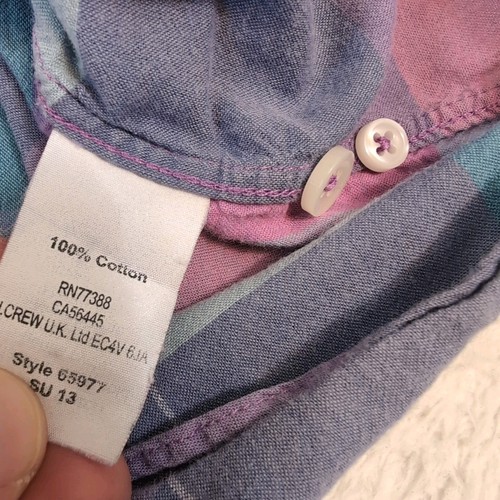 100% Cotton
RN77388
CA56445
J.CREW U.K. Ltd EC4V 6JA
Style 65977
SU 13